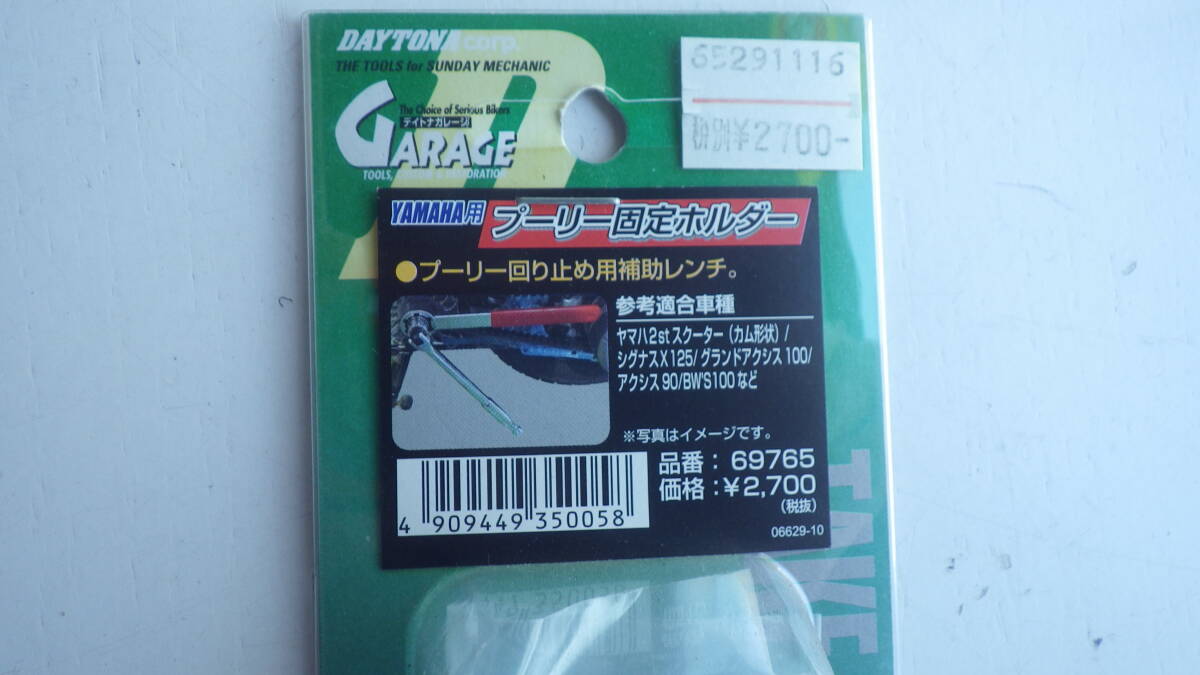 DAYTONA corp.
THE TOOLS for SUNDAY MECHANIC
The Choice of Serious Bikers
デイトナガレージ
GARAGE
TOOLS, CUSTOM & RESTORATION
65291116
税別¥2700-
YAMAHA用
プーリー固定ホルダー
●プーリー回り止め用補助レンチ。
参考適合車種
ヤマハ2stスクーター（カム形状）/
シグナスX125/グランドアクシス100/
アクシス90/BW'S100など
※写真はイメージです。
品番：69765
価格：¥2,700
（税抜）
4 909449 350058
06629-10
TAKE